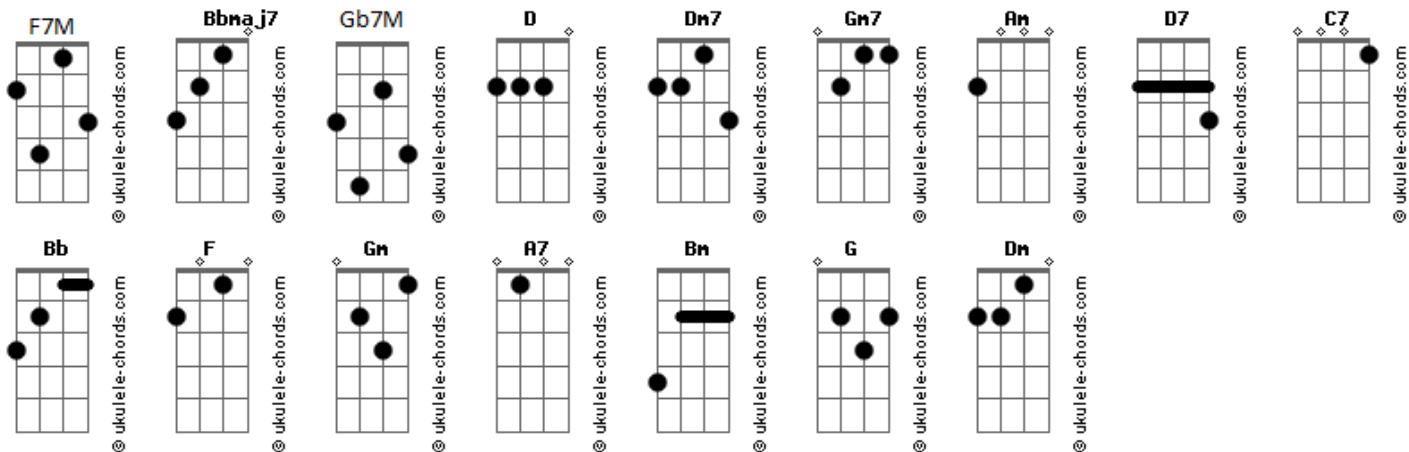 F7M Bbmaj7 Gb7M D Dm7 Gm7 Am D7 C7
© ukulele-chords.com © ukulele-chords.com © ukulele-chords.com © ukulele-chords.com © ukulele-chords.com © ukulele-chords.com © ukulele-chords.com © ukulele-chords.com © ukulele-chords.com
Bb F Gm A7 Bm G Dm
© ukulele-chords.com © ukulele-chords.com © ukulele-chords.com © ukulele-chords.com © ukulele-chords.com © ukulele-chords.com © ukulele-chords.com